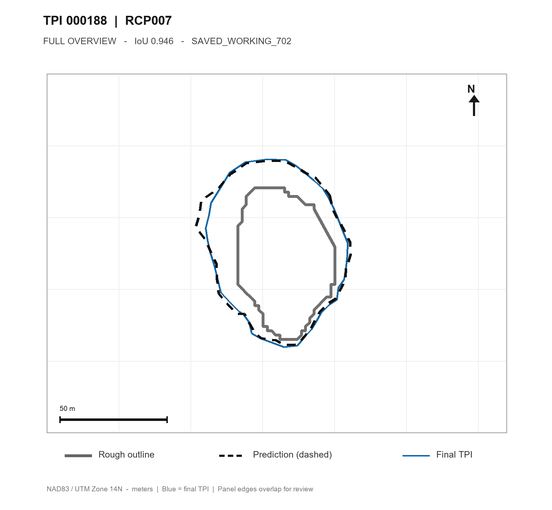 TPI 000188 | RCP007
FULL OVERVIEW - IoU 0.946 - SAVED_WORKING_702
N
50 m
Rough outline
Prediction (dashed)
Final TPI
NAD83 / UTM Zone 14N - meters | Blue = final TPI | Panel edges overlap for review